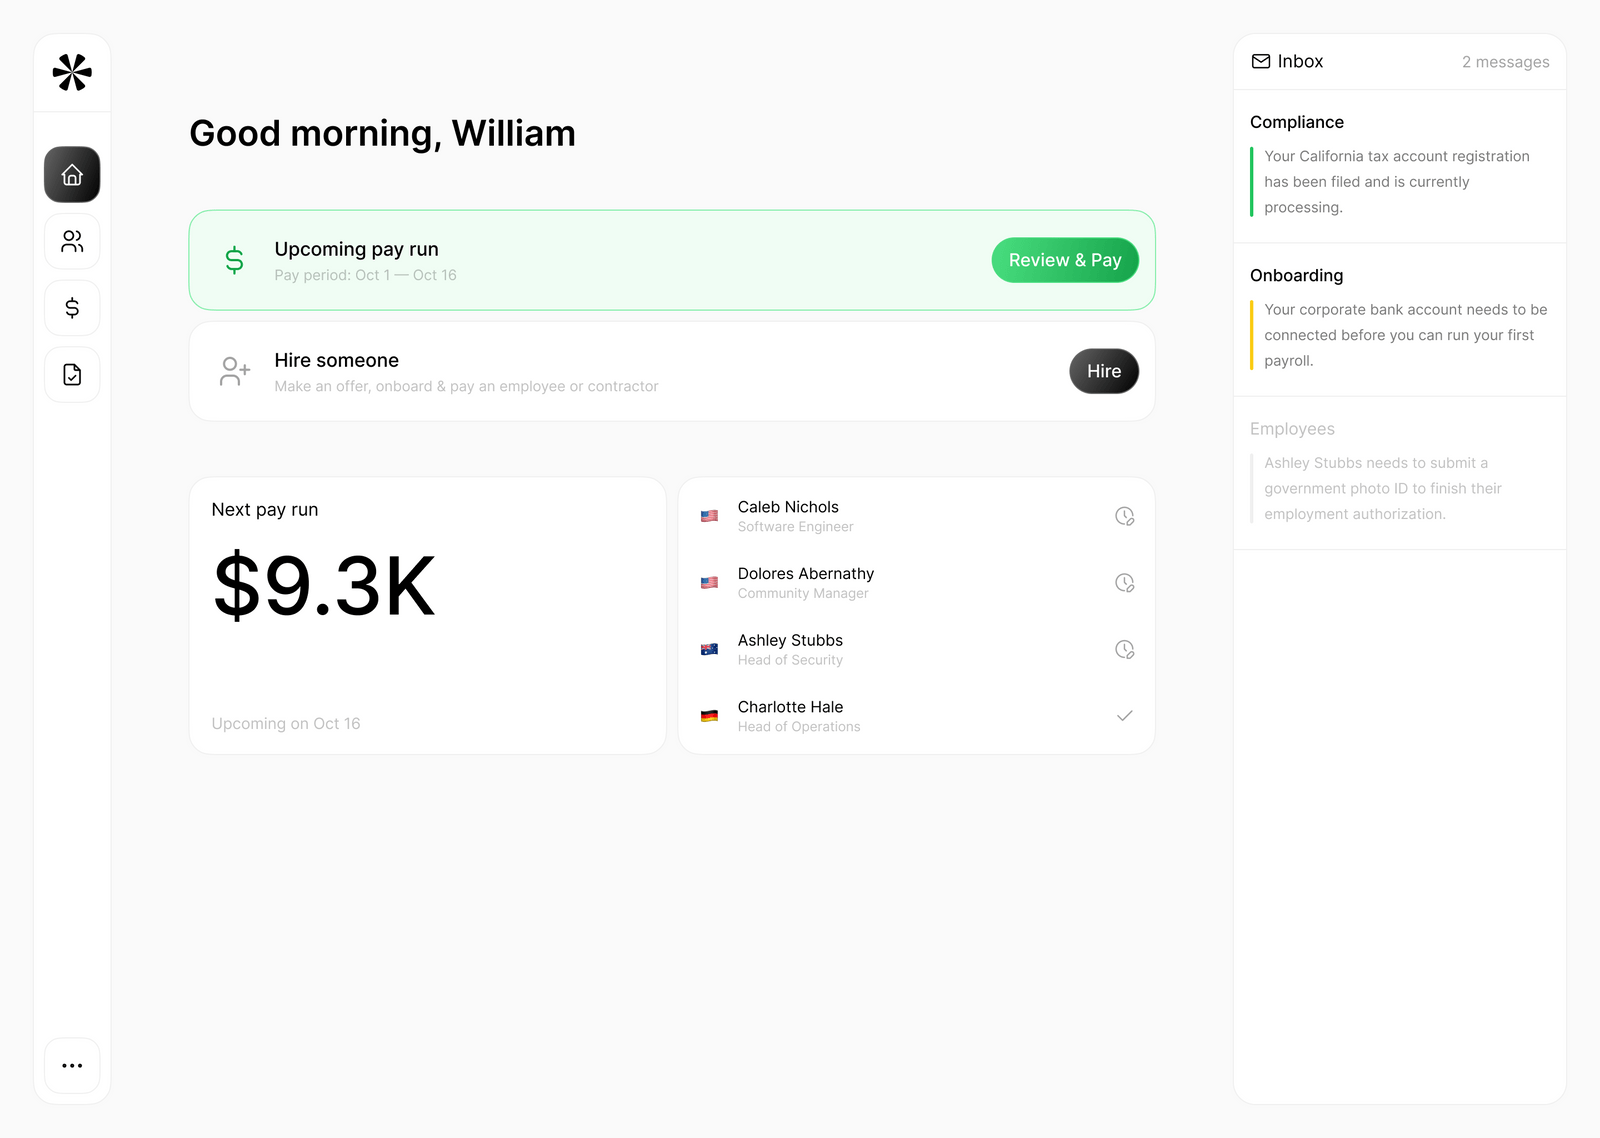 Good morning, William
Upcoming pay run
Pay period: Oct 1 — Oct 16
Review & Pay
Hire someone
Make an offer, onboard & pay an employee or contractor
Hire
Next pay run
$9.3K
Upcoming on Oct 16
Caleb Nichols
Software Engineer
Dolores Abernathy
Community Manager
Ashley Stubbs
Head of Security
Charlotte Hale
Head of Operations
Inbox
2 messages
Compliance
Your California tax account registration
has been filed and is currently
processing.
Onboarding
Your corporate bank account needs to be
connected before you can run your first
payroll.
Employees
Ashley Stubbs needs to submit a
government photo ID to finish their
employment authorization.